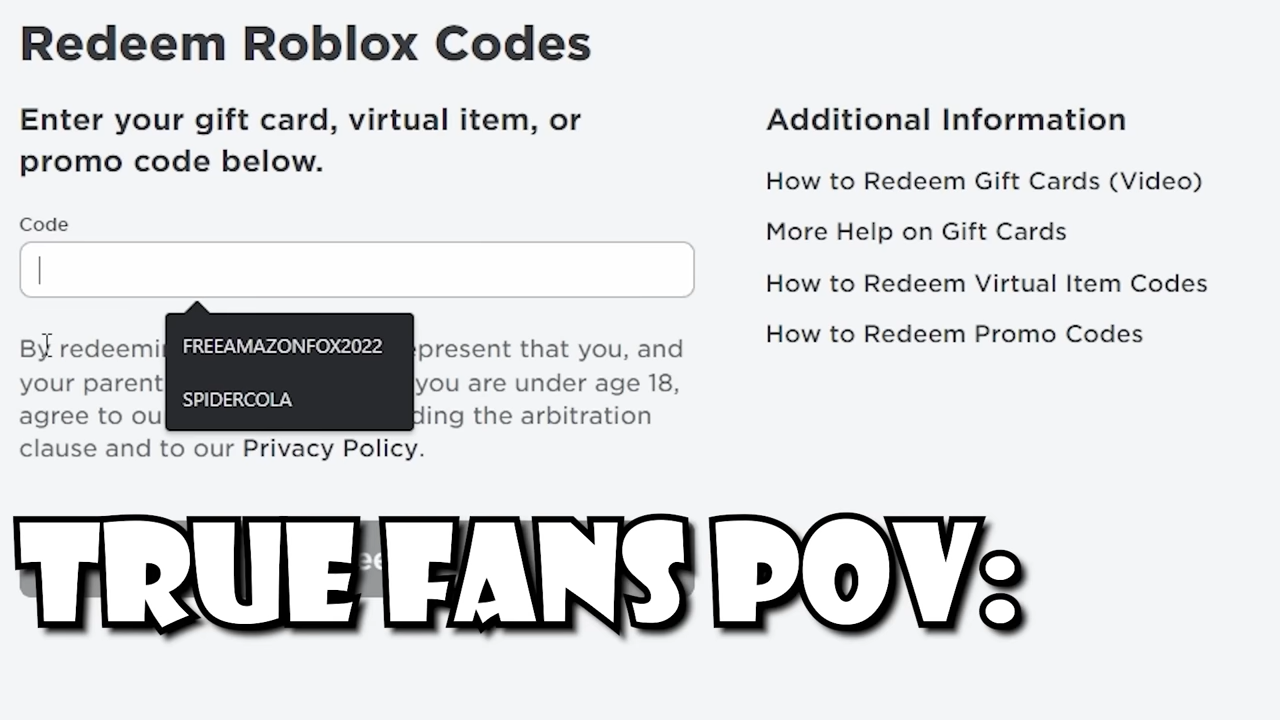 Redeem Roblox Codes
Enter your gift card, virtual item, or
promo code below.
Code
FREEAMAZONFOX2022
SPIDERCOLA
By redeemi present that you, and
your parent you are under age 18,
agree to ou ding the arbitration
clause and to our Privacy Policy.
Additional Information
How to Redeem Gift Cards (Video)
More Help on Gift Cards
How to Redeem Virtual Item Codes
How to Redeem Promo Codes
TRUE FANS POV: